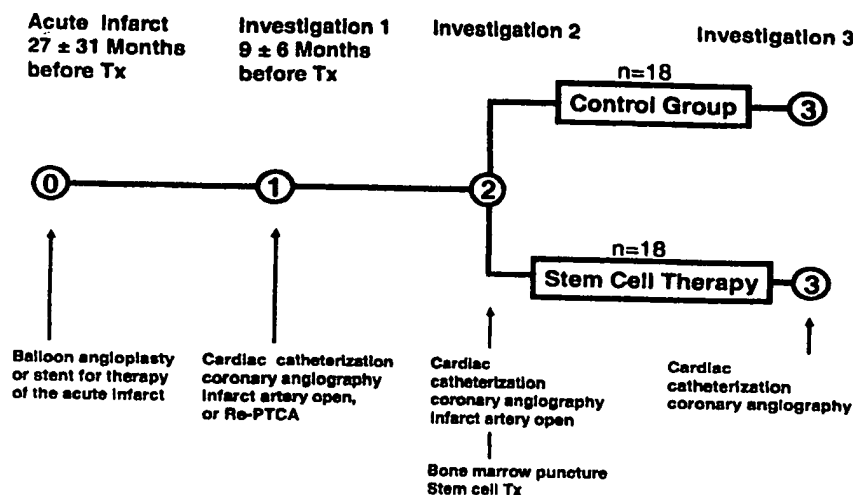 Acute Infarct
27 ± 31 Months
before Tx
Investigation 1
9 ± 6 Months
before Tx
Investigation 2
Investigation 3
n=18
Control Group
3
0
1
2
n=18
Stem Cell Therapy
3
Balloon angioplasty
or stent for therapy
of the acute infarct
Cardiac catheterization
coronary angiography
Infarct artery open,
or Re-PTCA
Cardiac
catheterization
coronary angiography
Infarct artery open
Bone marrow puncture
Stem cell Tx
Cardiac
catheterization
coronary angiography